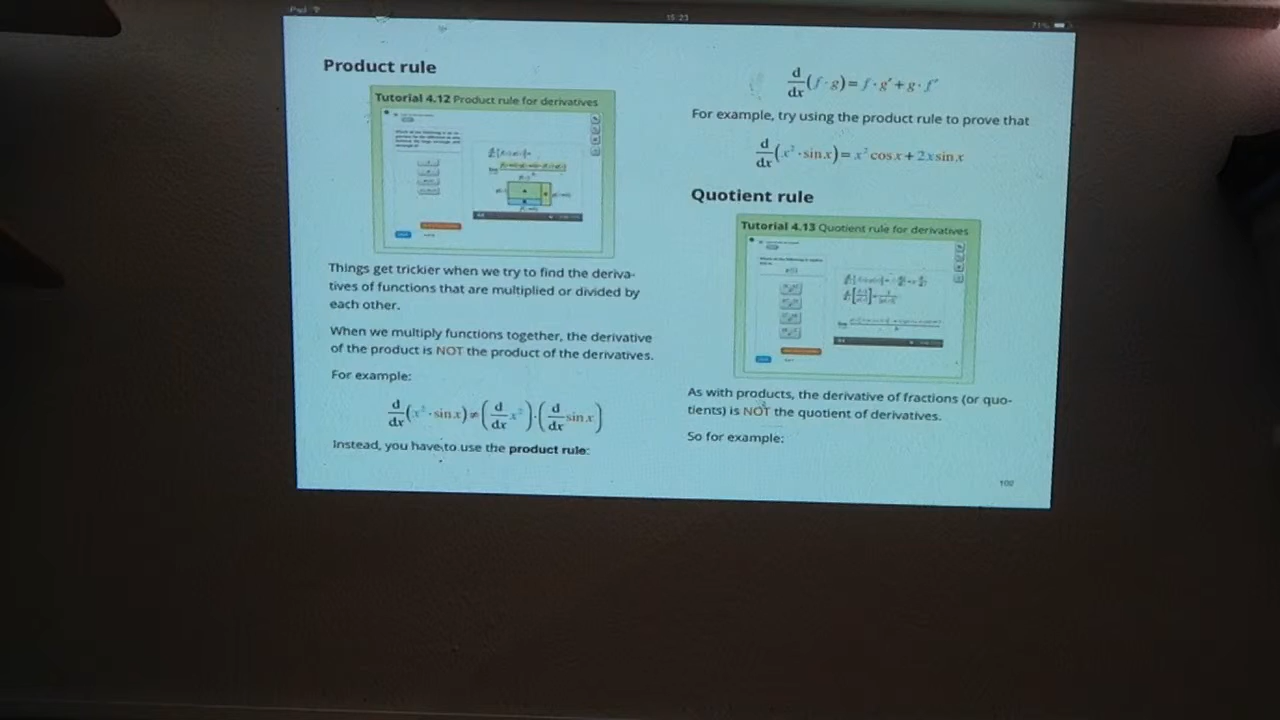 iPad
15:23
71%
Product rule
Tutorial 4.12 Product rule for derivatives
Things get trickier when we try to find the deriva-
tives of functions that are multiplied or divided by
each other.
When we multiply functions together, the derivative
of the product is NOT the product of the derivatives.
For example:
d/dx (x² · sin x) ≠ (d/dx x²) · (d/dx sin x)
Instead, you have to use the product rule:
d/dx (f · g) = f · g′ + g · f′
For example, try using the product rule to prove that
d/dx (x² · sin x) = x² cos x + 2x sin x
Quotient rule
Tutorial 4.13 Quotient rule for derivatives
As with products, the derivative of fractions (or quo-
tients) is NOT the quotient of derivatives.
So for example: